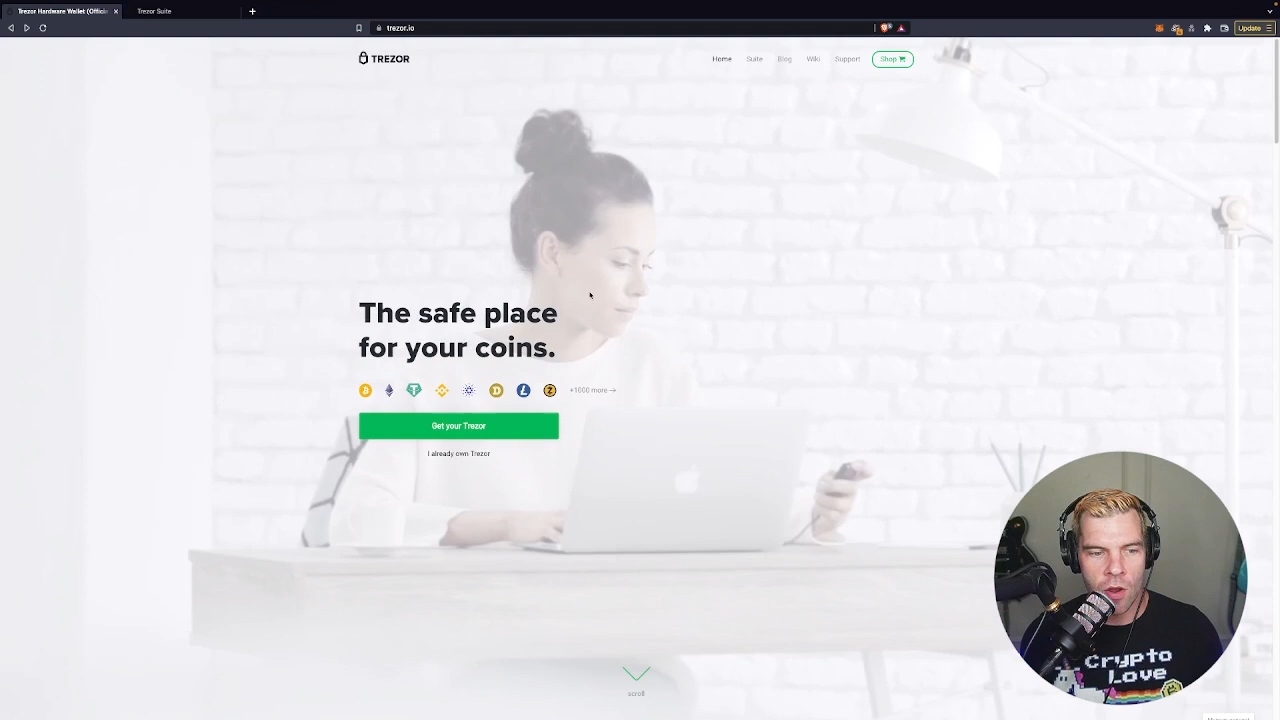 Trezor Hardware Wallet (Offici
Trezor Suite
trezor.io
Update
TREZOR
Home
Suite
Blog
Wiki
Support
Shop
The safe place
for your coins.
+1000 more →
Get your Trezor
I already own Trezor
scroll
Crypto
Love